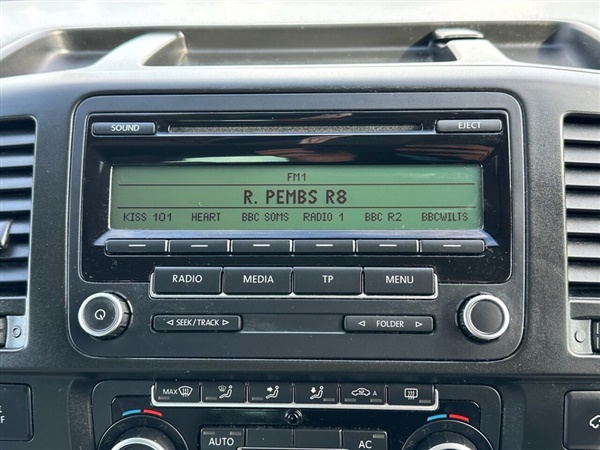 SOUND
EJECT
FM1
R. PEMBS R8
KISS 101 HEART BBC SOMS RADIO 1 BBC R2 BBCWILTS
RADIO MEDIA TP MENU
SEEK/TRACK FOLDER
MAX A
AUTO AC